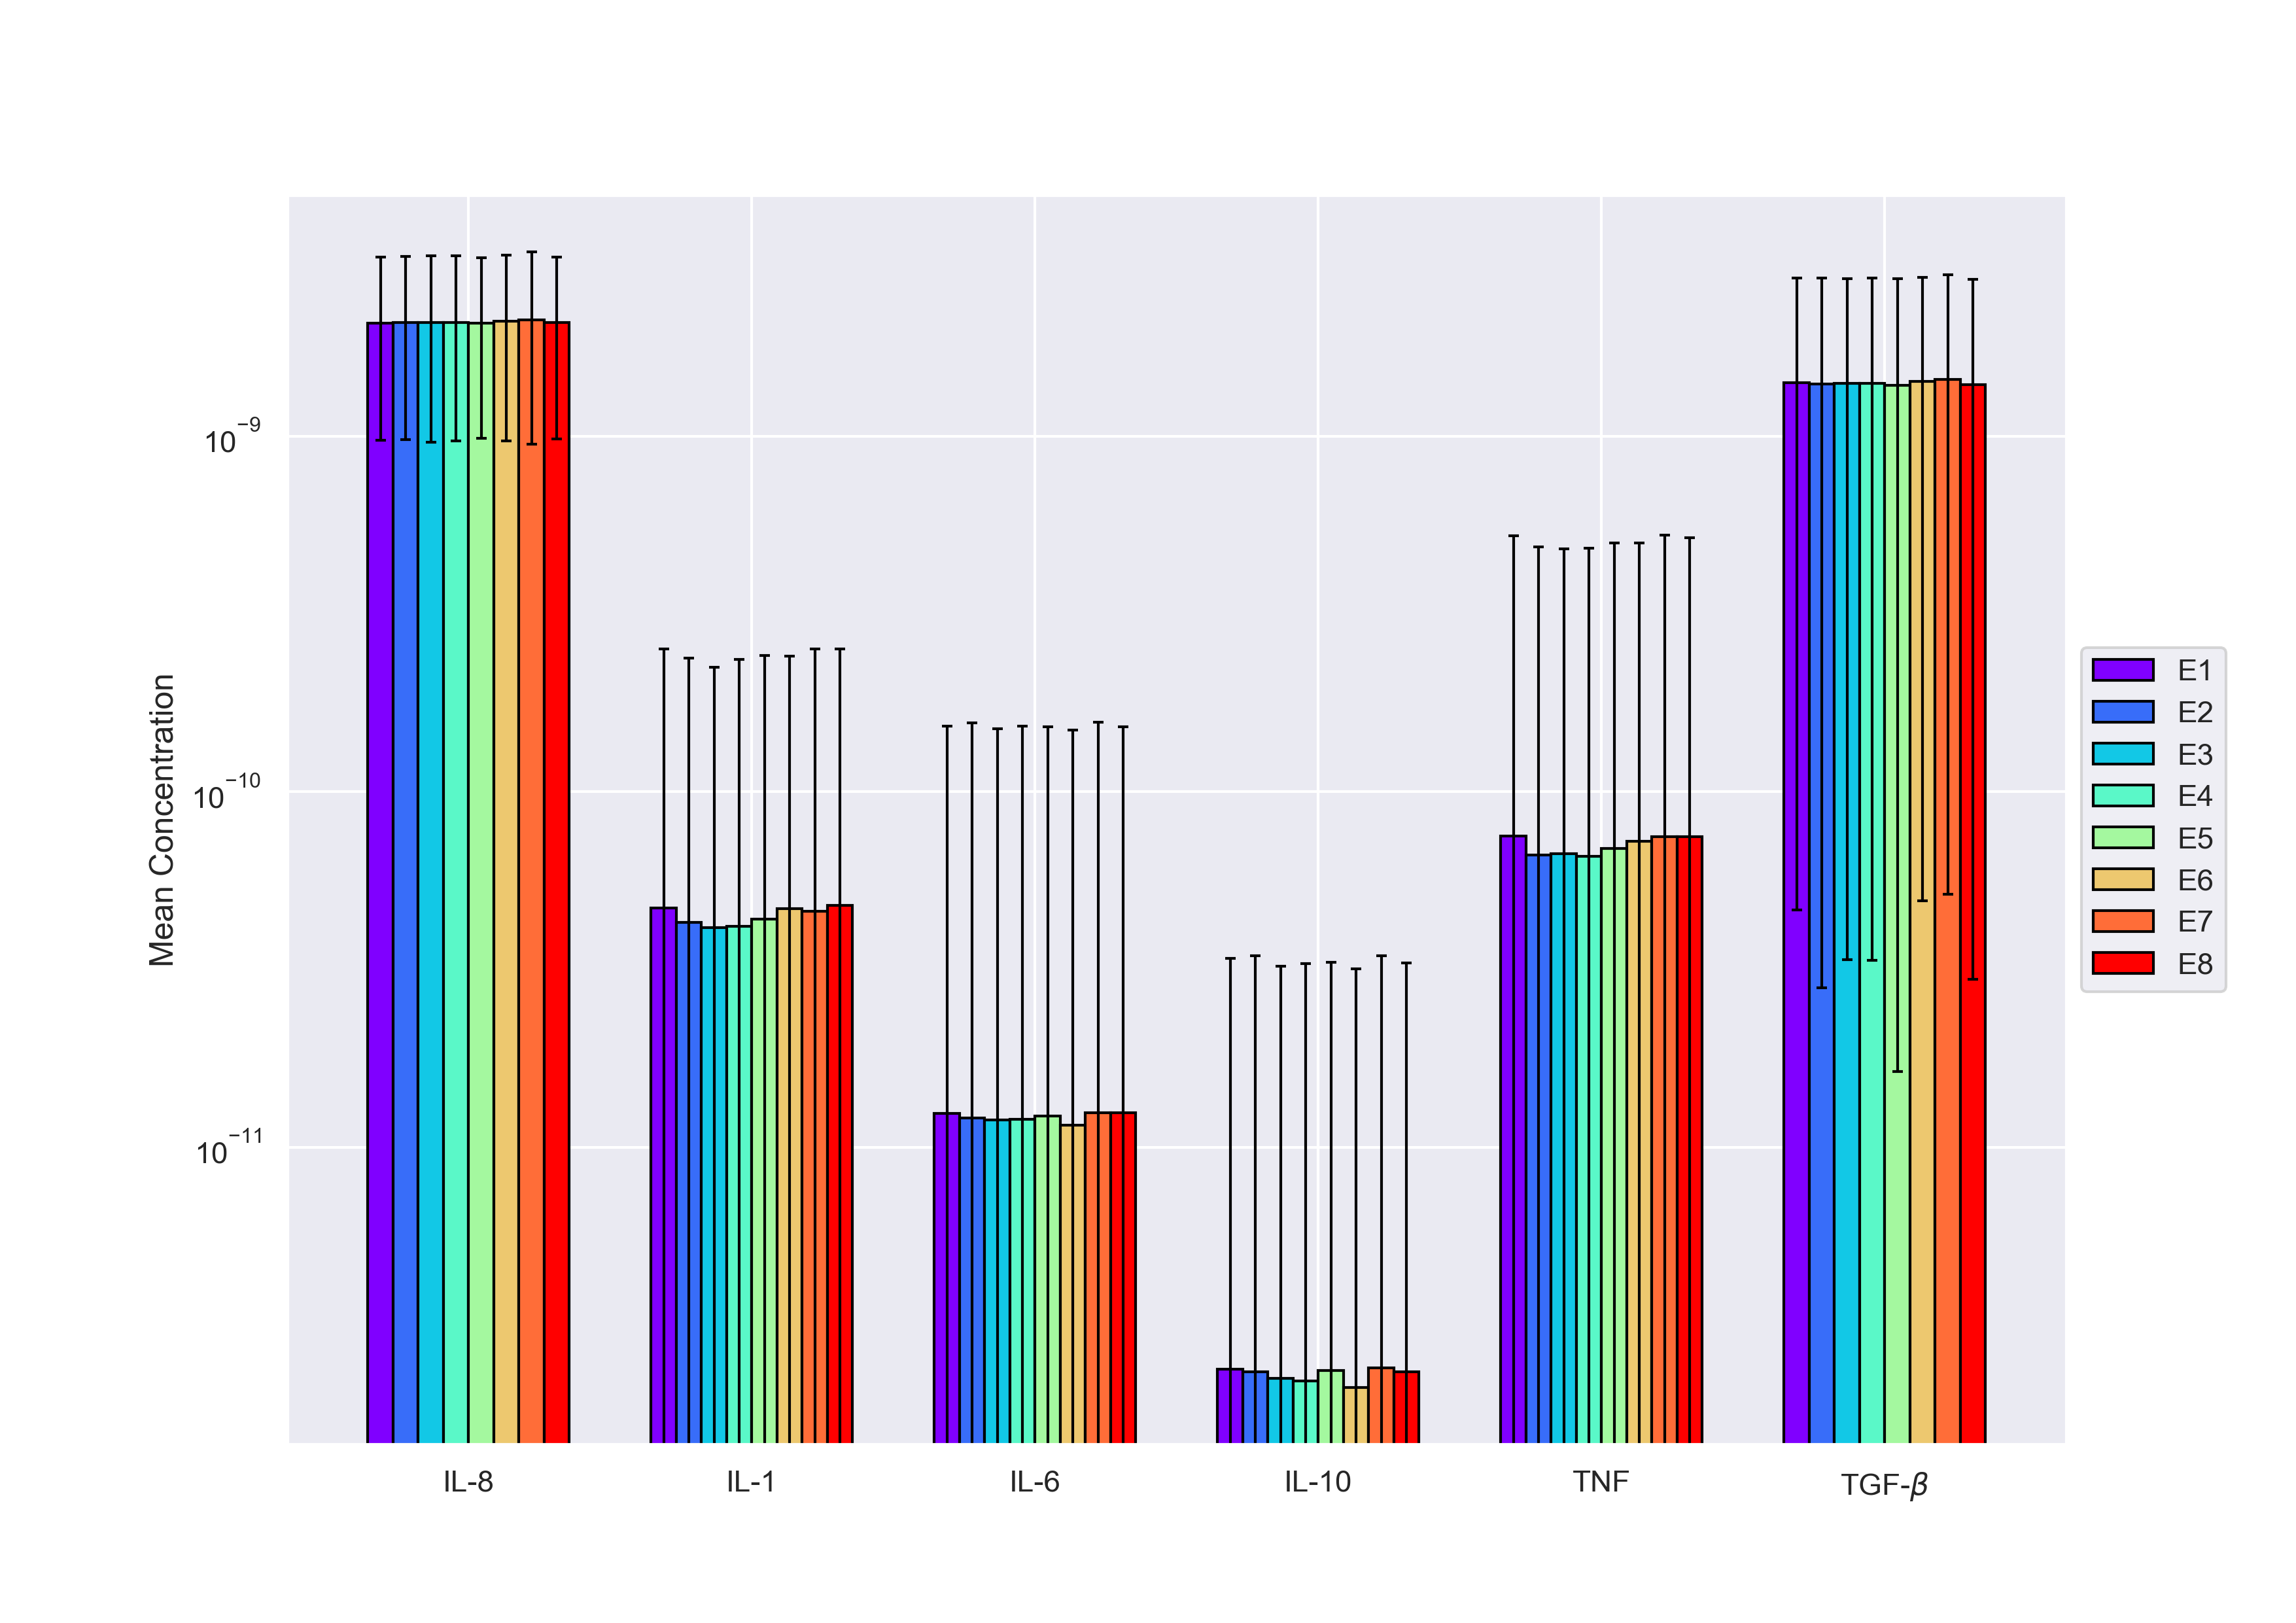 Mean Concentration
10⁻⁹
10⁻¹⁰
10⁻¹¹
IL-8 IL-1 IL-6 IL-10 TNF TGF-β
E1
E2
E3
E4
E5
E6
E7
E8